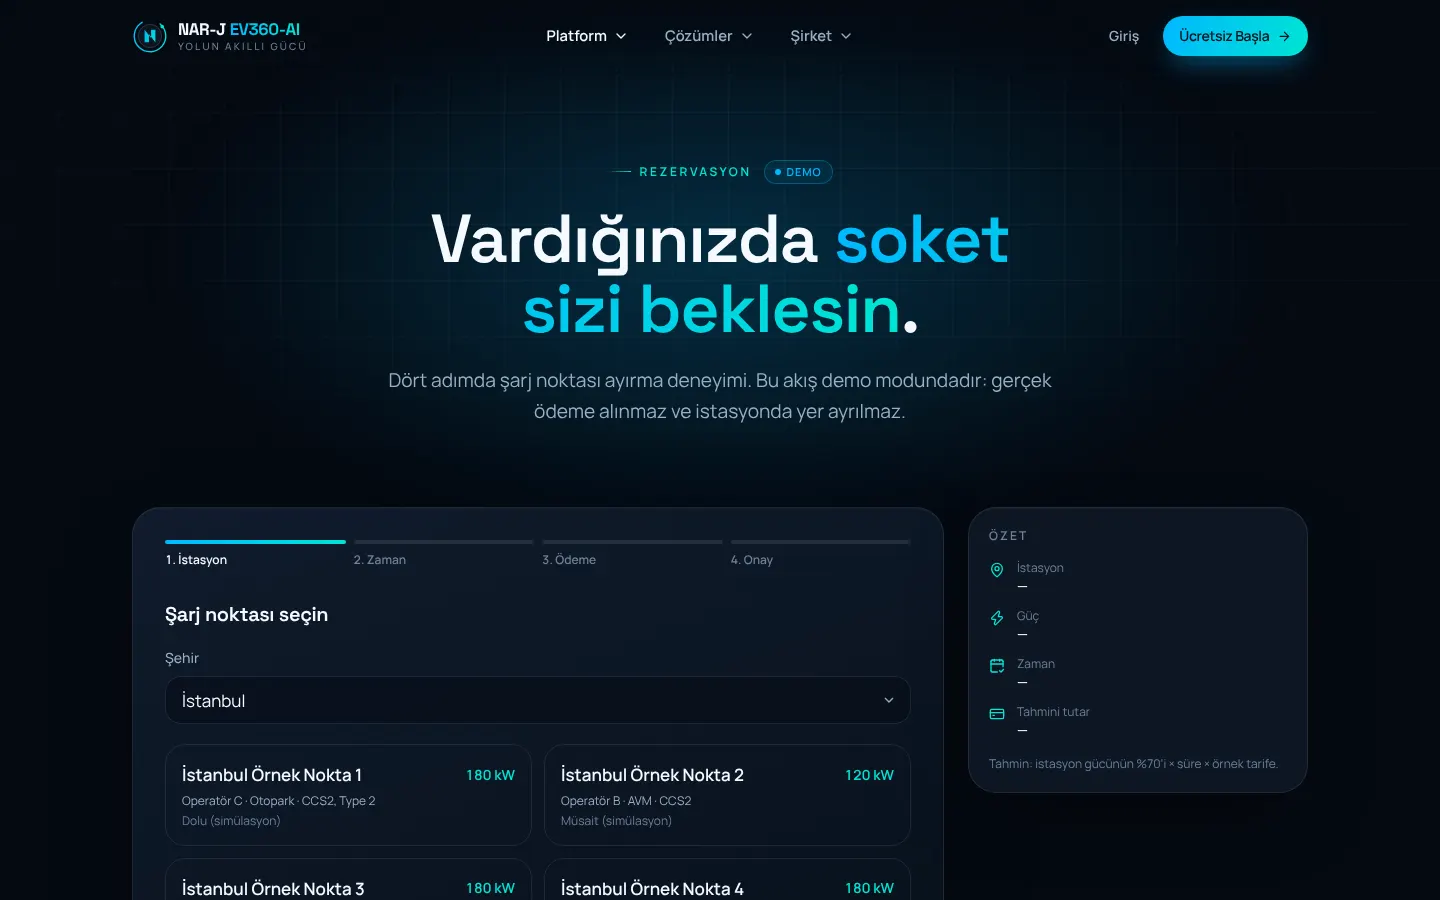 NAR-J EV360-AI
YOLUN AKILLI GÜCÜ
Platform
Çözümler
Şirket
Giriş
Ücretsiz Başla
REZERVASYON
DEMO
Vardığınızda soket
sizi beklesin.
Dört adımda şarj noktası ayırma deneyimi. Bu akış demo modundadır: gerçek
ödeme alınmaz ve istasyonda yer ayrılmaz.
1. İstasyon
2. Zaman
3. Ödeme
4. Onay
Şarj noktası seçin
Şehir
İstanbul
İstanbul Örnek Nokta 1
180 kW
Operatör C · Otopark · CCS2, Type 2
Dolu (simülasyon)
İstanbul Örnek Nokta 2
120 kW
Operatör B · AVM · CCS2
Müsait (simülasyon)
İstanbul Örnek Nokta 3
180 kW
İstanbul Örnek Nokta 4
180 kW
ÖZET
İstasyon
—
Güç
—
Zaman
—
Tahmini tutar
—
Tahmin: istasyon gücünün %70'i × süre × örnek tarife.